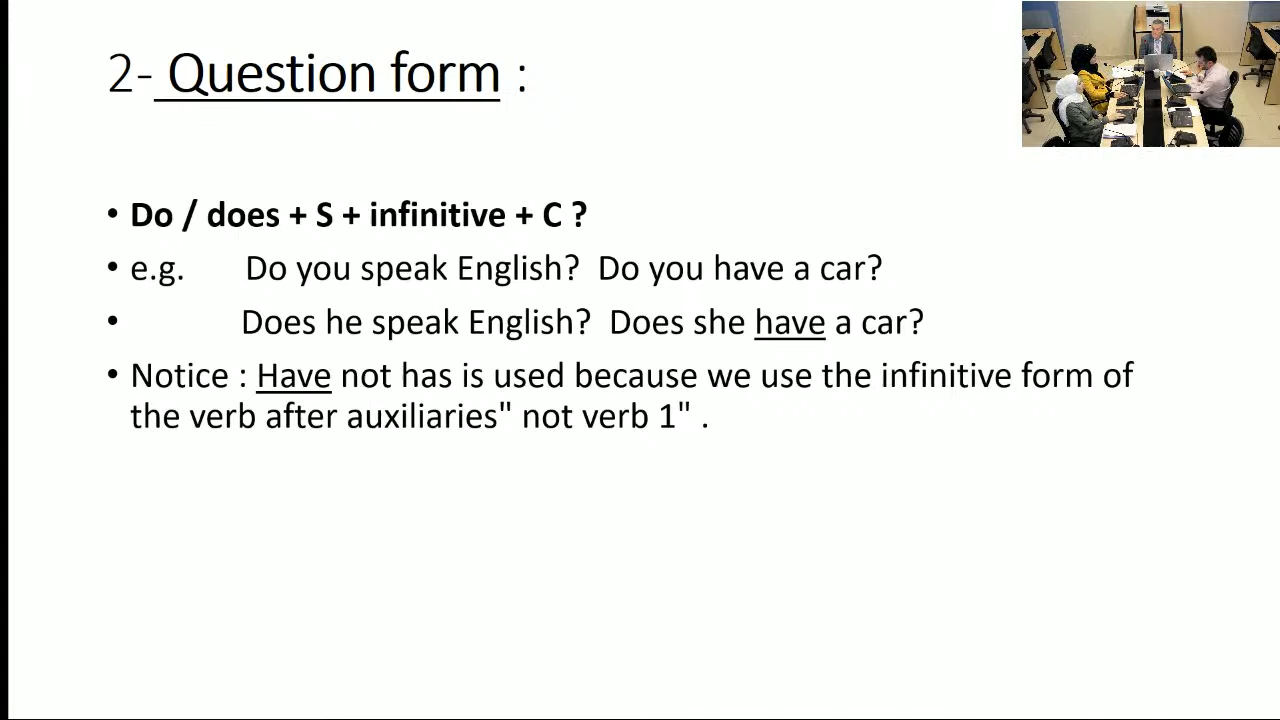 2- Question form :
• Do / does + S + infinitive + C ?
• e.g. Do you speak English? Do you have a car?
• Does he speak English? Does she have a car?
• Notice : Have not has is used because we use the infinitive form of
the verb after auxiliaries" not verb 1" .